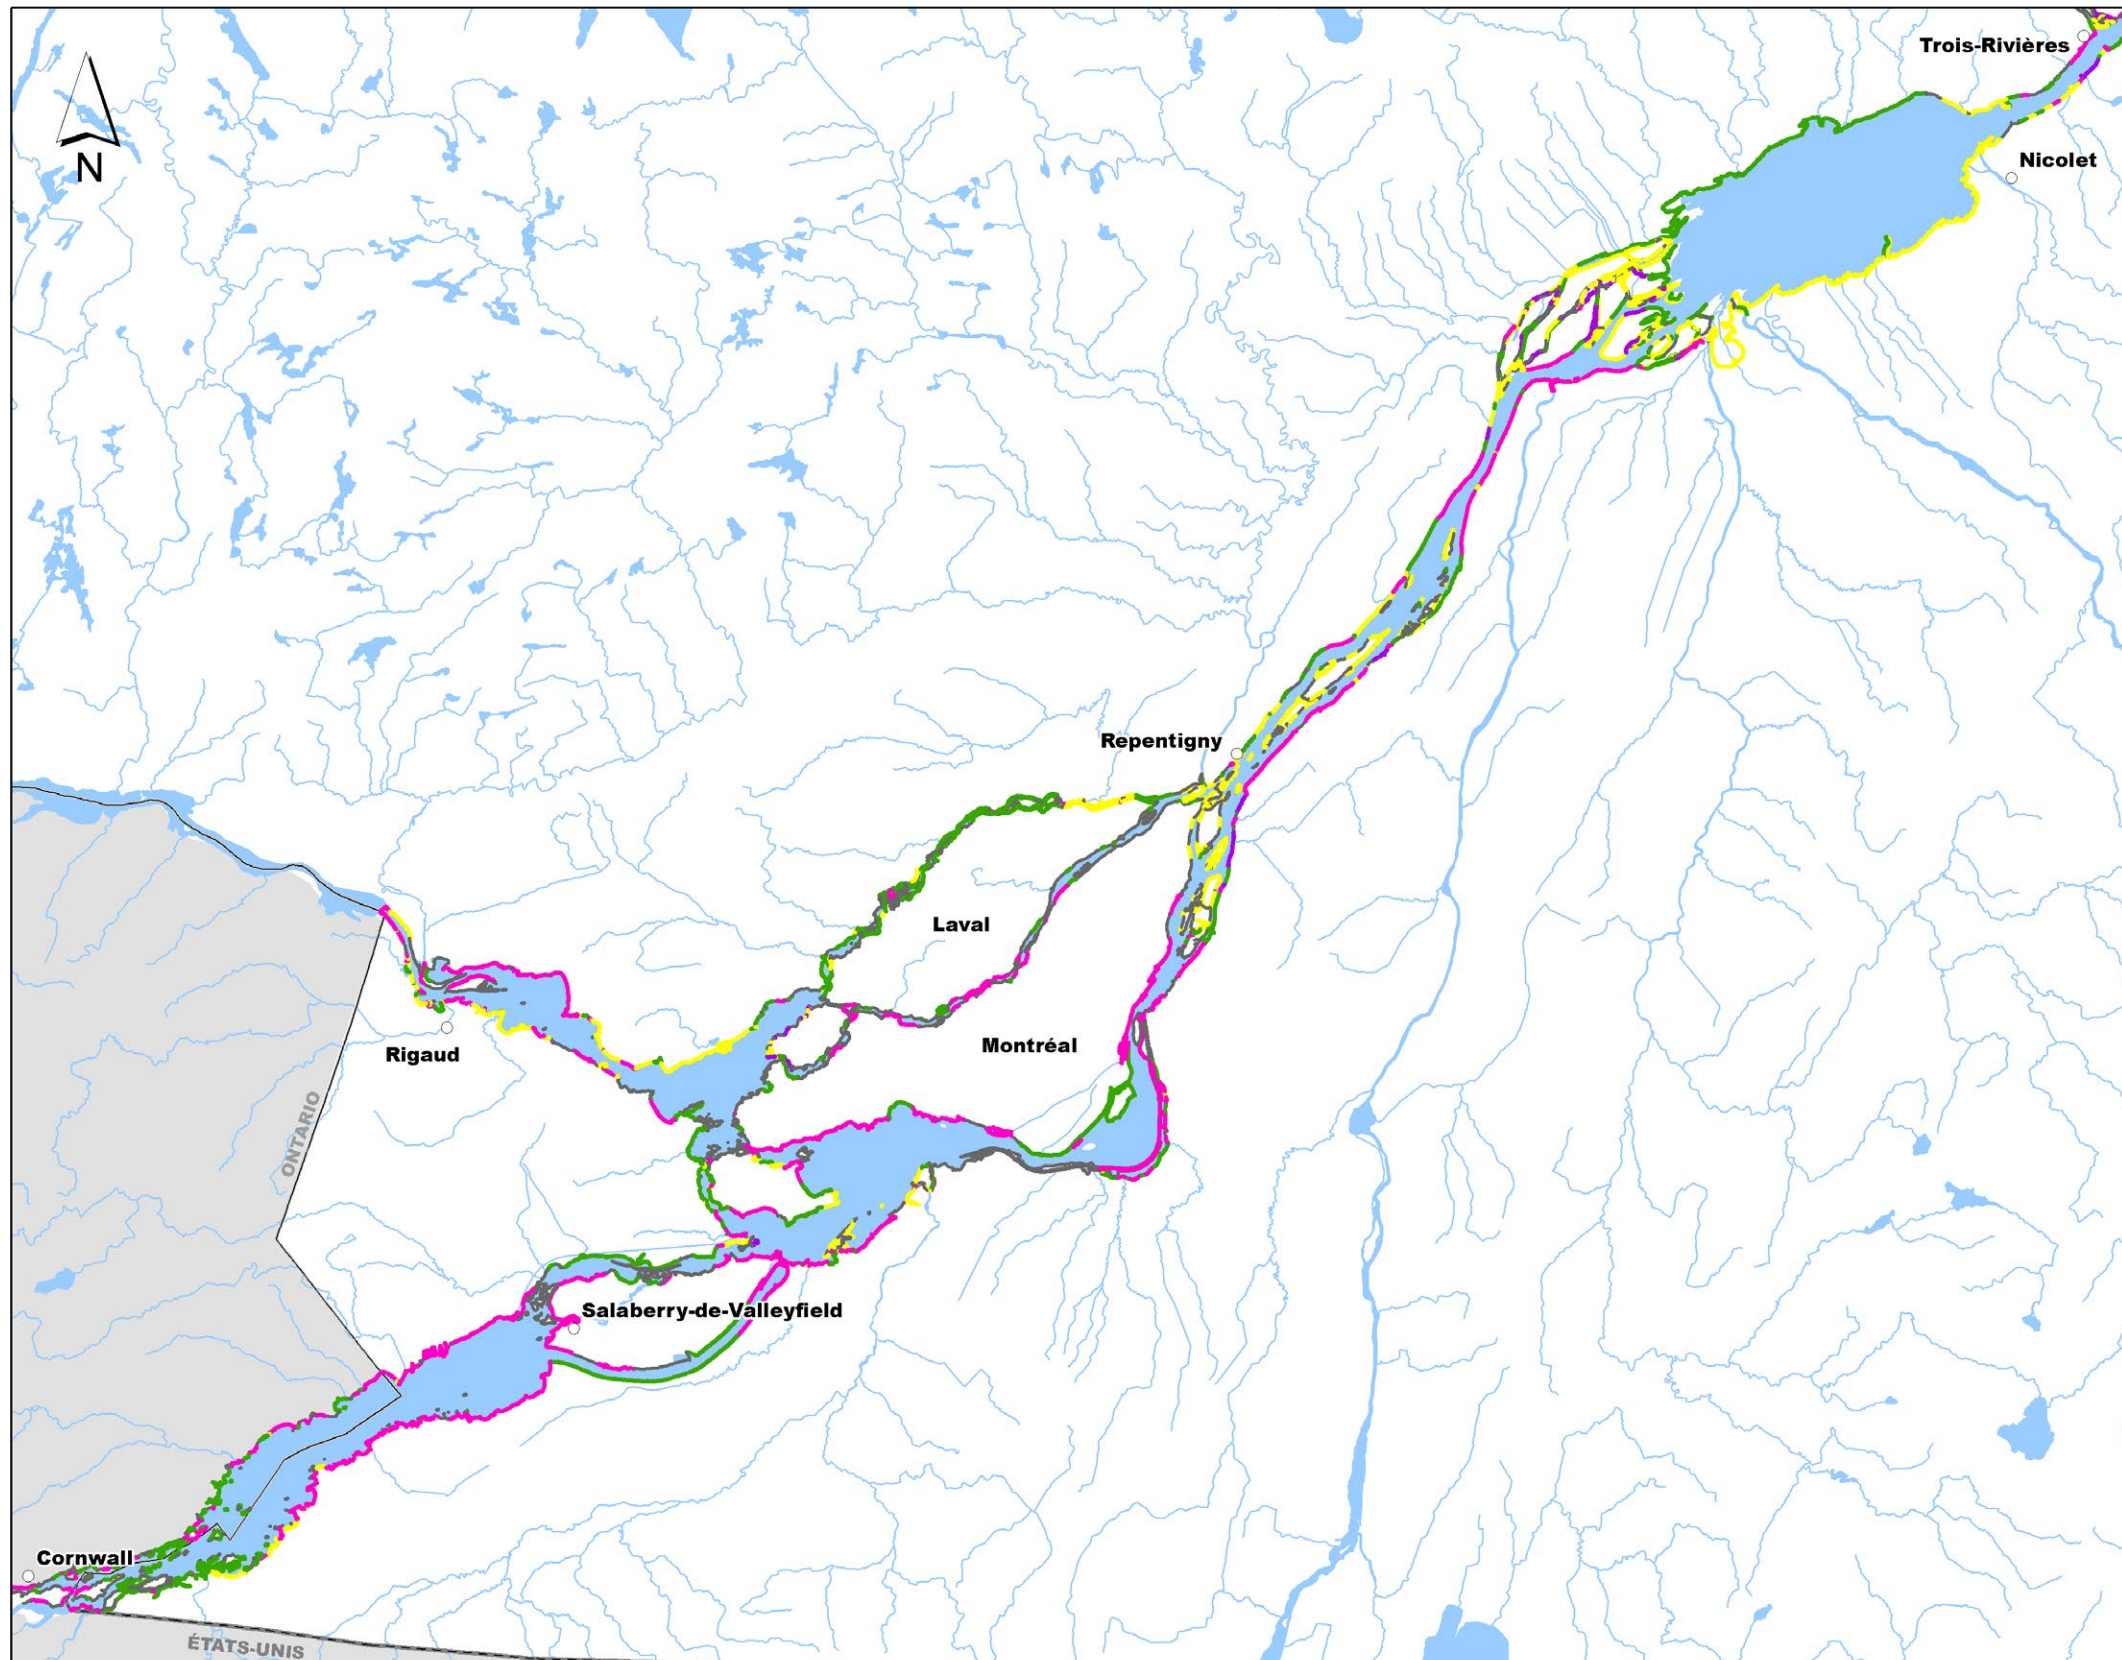 Trois-Rivières
N
Nicolet
Repentigny
Laval
Montréal
Rigaud
ONTARIO
Salaberry-de-Valleyfield
Cornwall
ÉTATS-UNIS